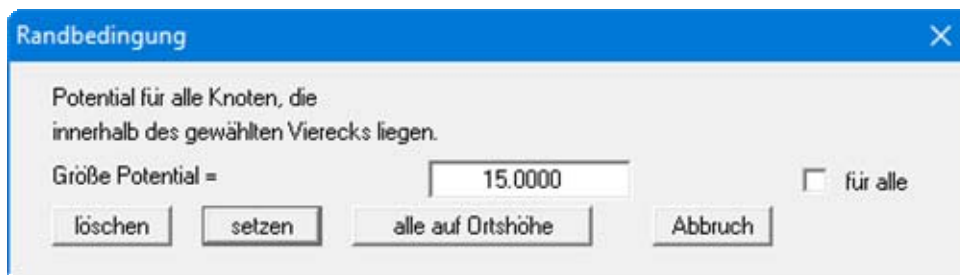 Randbedingung
Potential für alle Knoten, die
innerhalb des gewählten Vierecks liegen.
Größe Potential = 15.0000 für alle
löschen setzen alle auf Ortshöhe Abbruch